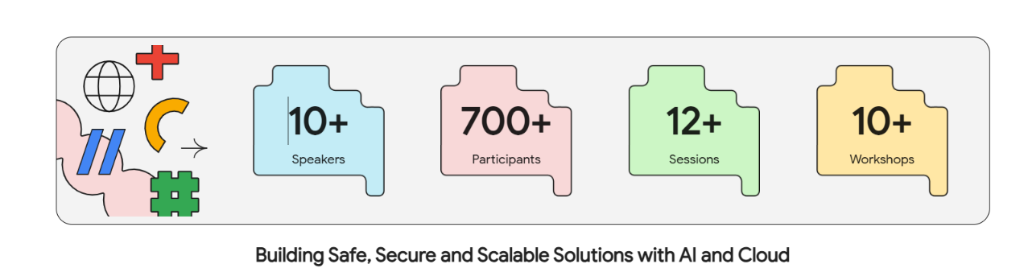 10+
Speakers
700+
Participants
12+
Sessions
10+
Workshops
Building Safe, Secure and Scalable Solutions with AI and Cloud